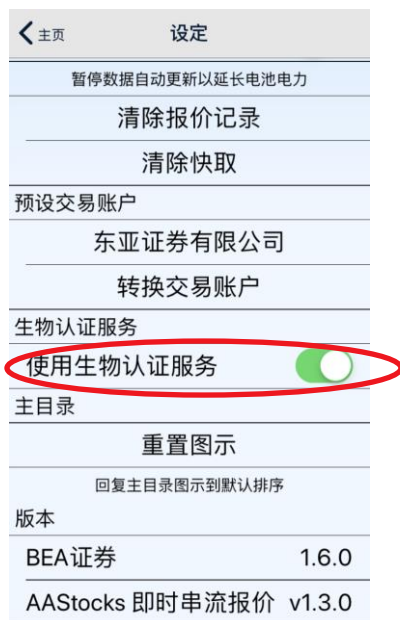 主页 设定
暂停数据自动更新以延长电池电力
清除报价记录
清除快取
预设交易账户
东亚证券有限公司
转换交易账户
生物认证服务
使用生物认证服务
主目录
重置图示
回复主目录图示到默认排序
版本
BEA证券 1.6.0
AAStocks 即时串流报价 v1.3.0